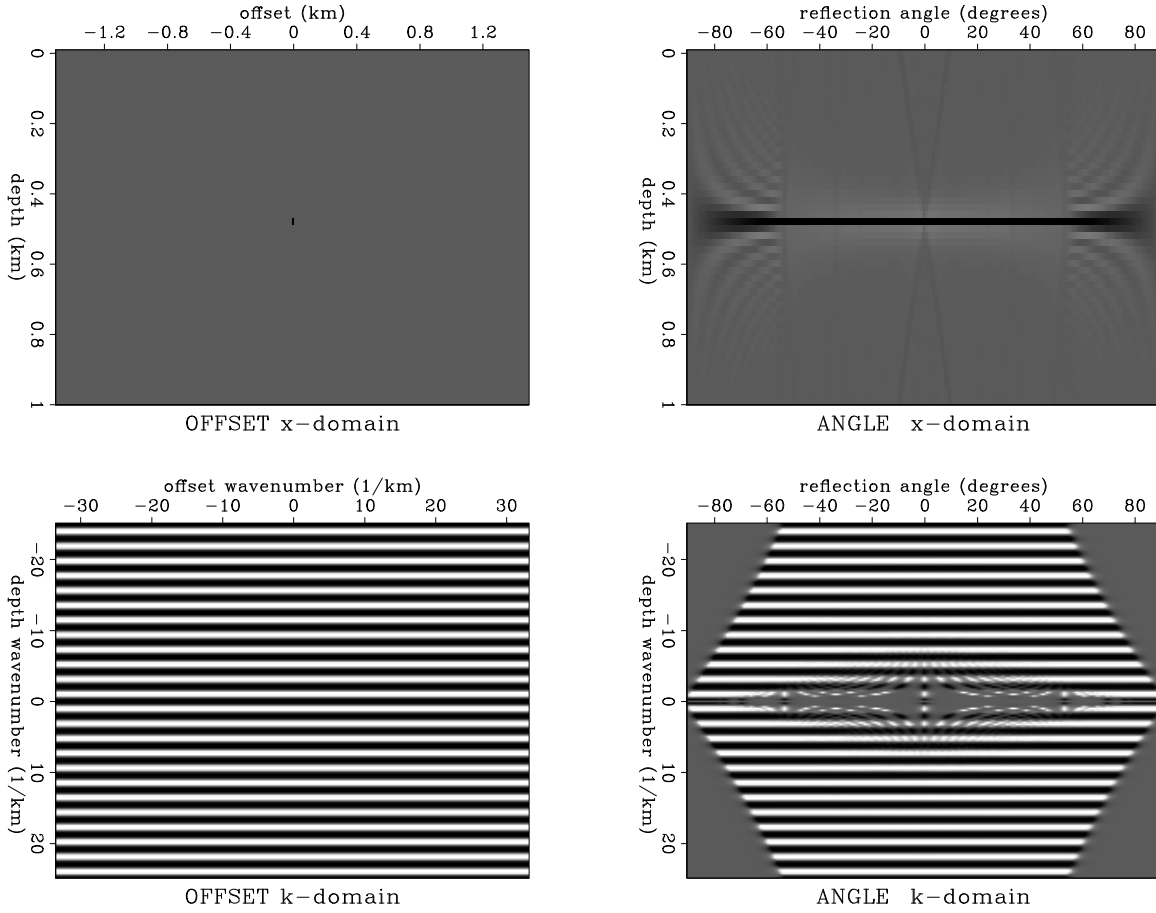 offset (km)
−1.2 −0.8 −0.4 0 0.4 0.8 1.2
depth (km)
0 0.2 0.4 0.6 0.8 1
OFFSET x−domain
reflection angle (degrees)
−80 −60 −40 −20 0 20 40 60 80
depth (km)
0 0.2 0.4 0.6 0.8 1
ANGLE x−domain
offset wavenumber (1/km)
−30 −20 −10 0 10 20 30
depth wavenumber (1/km)
−20 −10 0 10 20
OFFSET k−domain
reflection angle (degrees)
−80 −60 −40 −20 0 20 40 60 80
depth wavenumber (1/km)
−20 −10 0 10 20
ANGLE k−domain